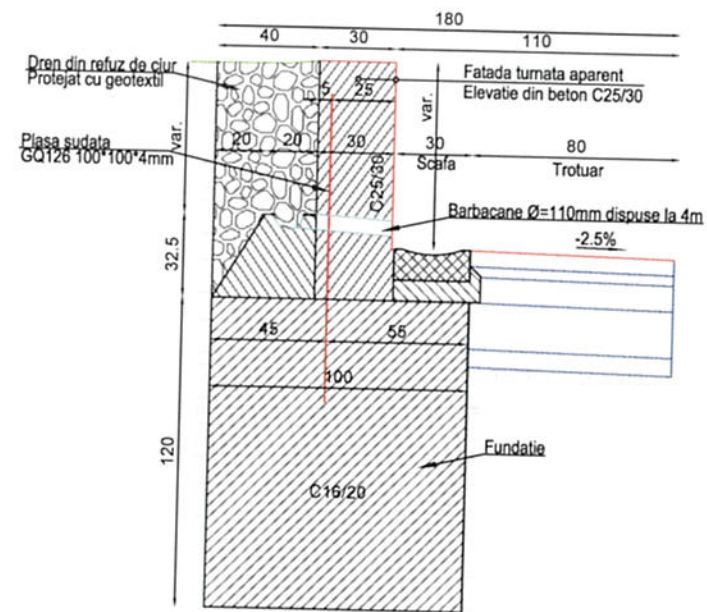 180
40
30
110
Dren din refuz de ciur
Protejat cu geotextil
Fatada turnata aparent
Elevatie din beton C25/30
5
25
var.
var.
Plasa sudata
GQ126 100*100*4mm
20
20
30
30
80
Scafa
Trotuar
C25/30
Barbacane Ø=110mm dispuse la 4m
-2.5%
32.5
45
55
100
120
Fundatie
C16/20